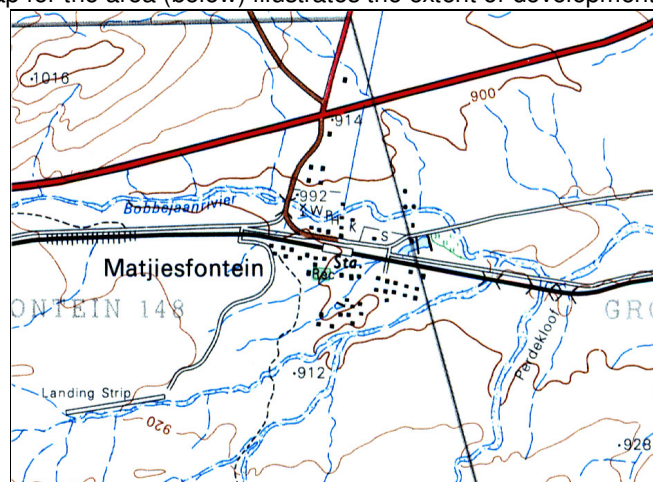 ap for the area (below) illustrates the extent of development
1016
900
914
992
Bobbejaanrivier
W
K
S
Sta.
Matjiesfontein
ONTEIN 148
GRO
Perdekloof
912
Landing Strip
920
928